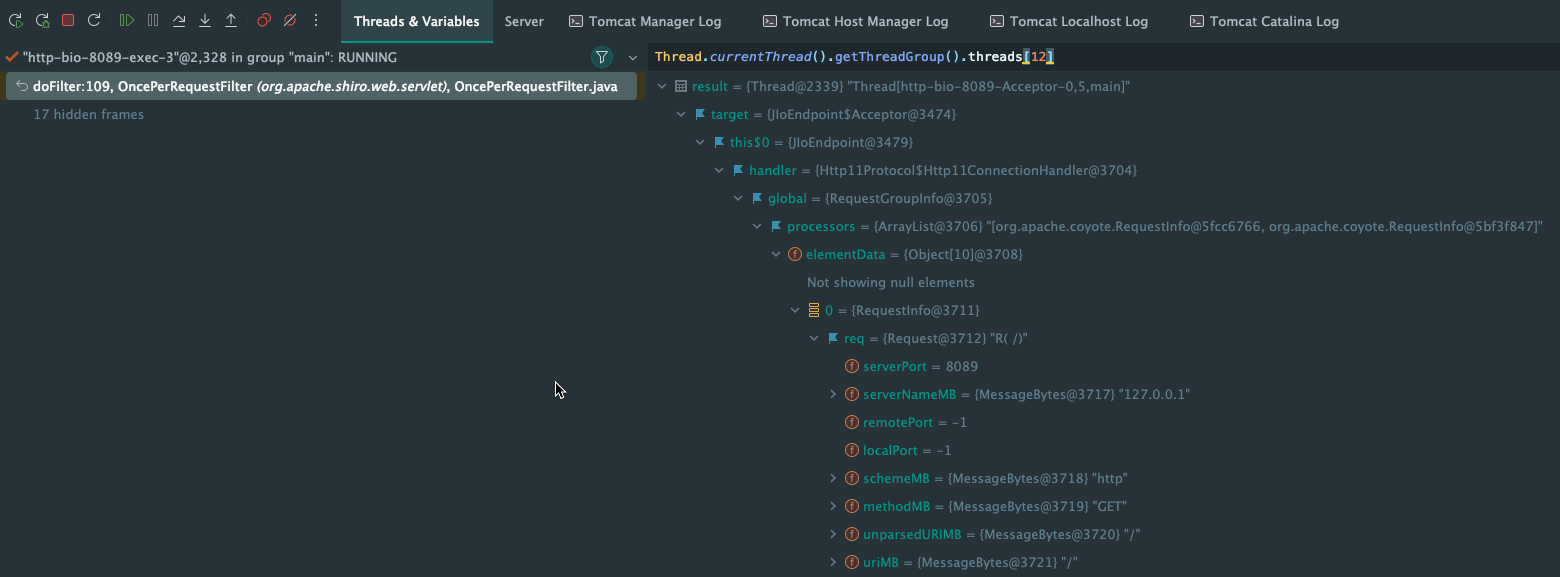 Threads & Variables Server Tomcat Manager Log Tomcat Host Manager Log Tomcat Localhost Log Tomcat Catalina Log
"http-bio-8089-exec-3"@2,328 in group "main": RUNNING
doFilter:109, OncePerRequestFilter (org.apache.shiro.web.servlet), OncePerRequestFilter.java
17 hidden frames
Thread.currentThread().getThreadGroup().threads[12]
result = {Thread@2339} "Thread[http-bio-8089-Acceptor-0,5,main]"
target = {JIoEndpoint$Acceptor@3474}
this$0 = {JIoEndpoint@3479}
handler = {Http11Protocol$Http11ConnectionHandler@3704}
global = {RequestGroupInfo@3705}
processors = {ArrayList@3706} "[org.apache.coyote.RequestInfo@5fcc6766, org.apache.coyote.RequestInfo@5bf3f847]"
elementData = {Object[10]@3708}
Not showing null elements
0 = {RequestInfo@3711}
req = {Request@3712} "R( /)"
serverPort = 8089
serverNameMB = {MessageBytes@3717} "127.0.0.1"
remotePort = -1
localPort = -1
schemeMB = {MessageBytes@3718} "http"
methodMB = {MessageBytes@3719} "GET"
unparsedURIMB = {MessageBytes@3720} "/"
uriMB = {MessageBytes@3721} "/"